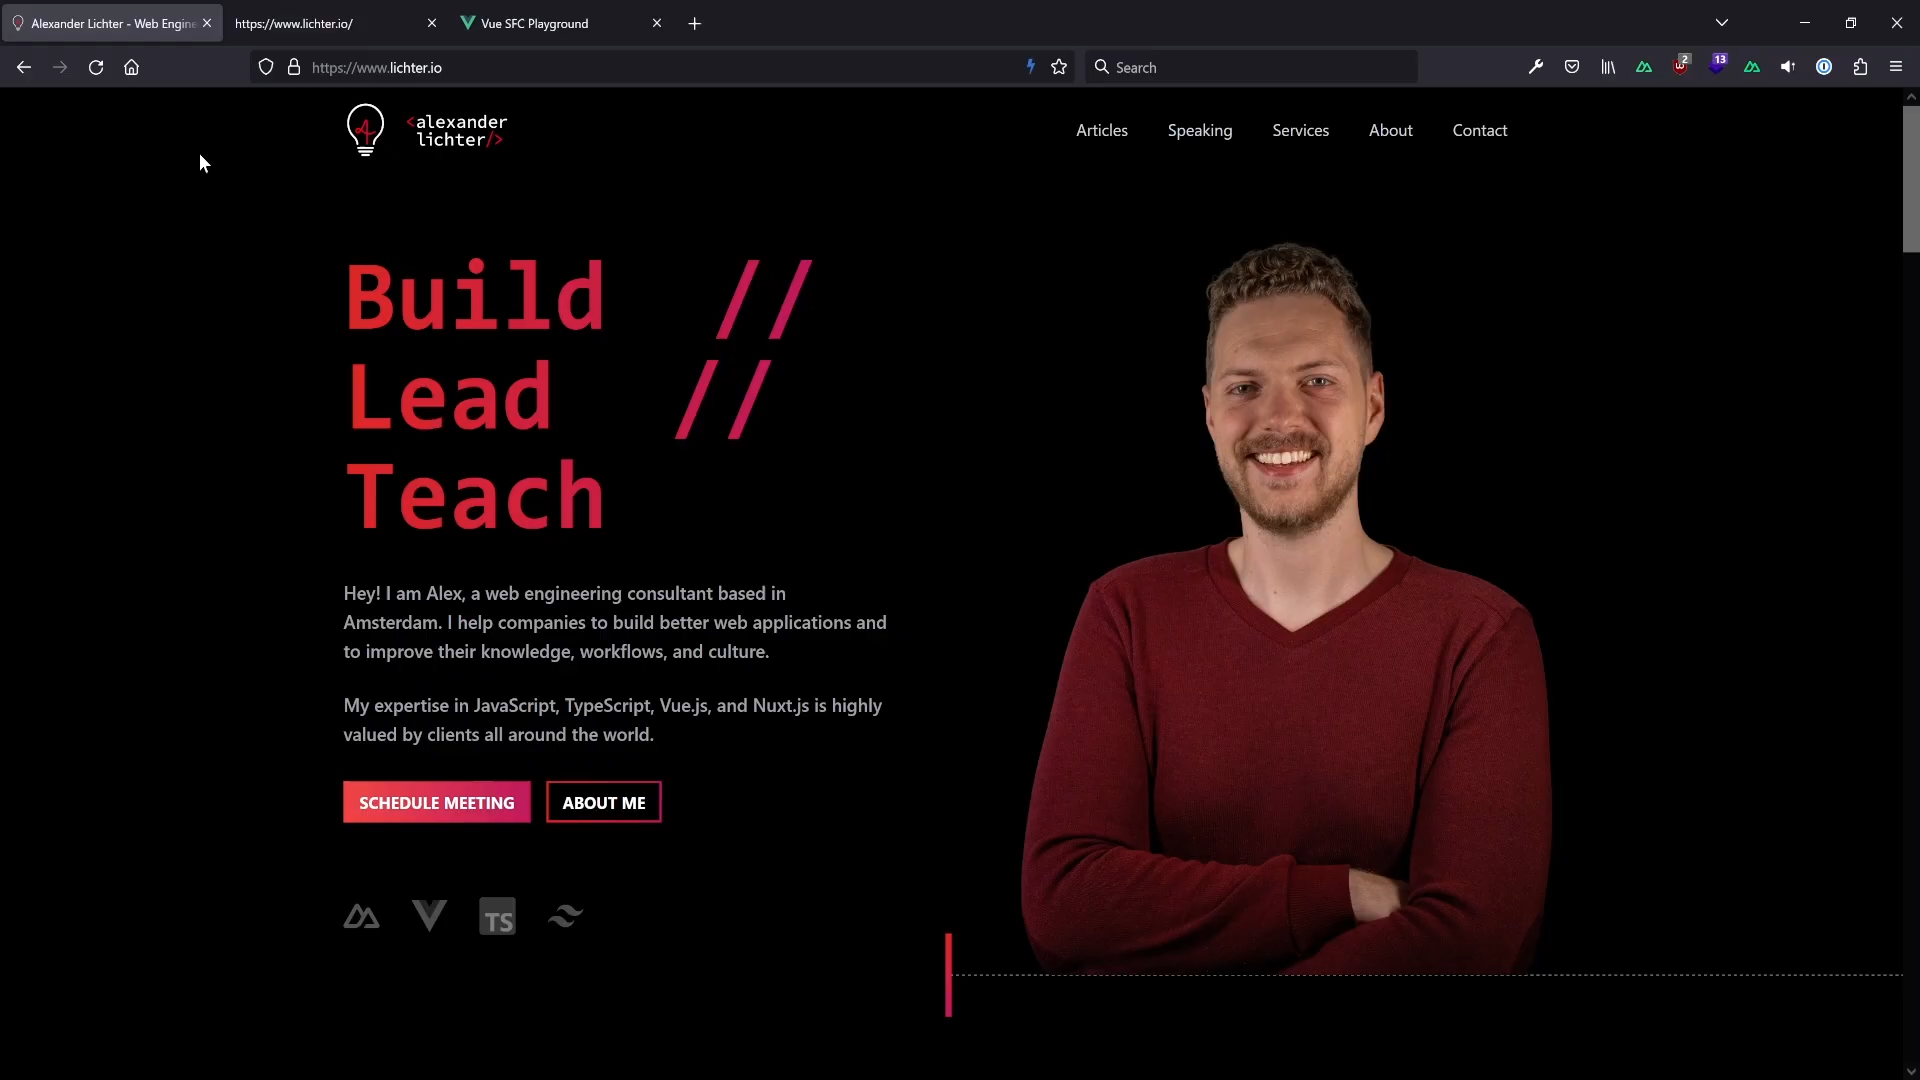 Alexander Lichter - Web Engine
https://www.lichter.io/
Vue SFC Playground
https://www.lichter.io
Search
2
13
<alexander
lichter/>
Articles
Speaking
Services
About
Contact
Build //
Lead //
Teach
Hey! I am Alex, a web engineering consultant based in
Amsterdam. I help companies to build better web applications and
to improve their knowledge, workflows, and culture.
My expertise in JavaScript, TypeScript, Vue.js, and Nuxt.js is highly
valued by clients all around the world.
SCHEDULE MEETING
ABOUT ME
TS